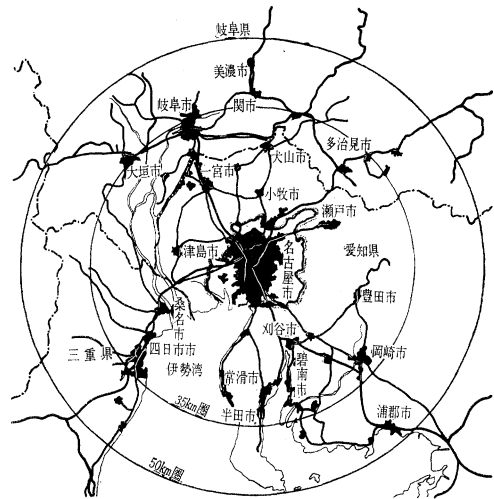 岐阜県
美濃市
岐阜市
関市
多治見市
大垣市
一宮市
犬山市
小牧市
瀬戸市
津島市
名古屋市
愛知県
桑名市
豊田市
刈谷市
三重県
四日市市
岡崎市
伊勢湾
碧南市
常滑市
半田市
蒲郡市
35km圏
50km圏